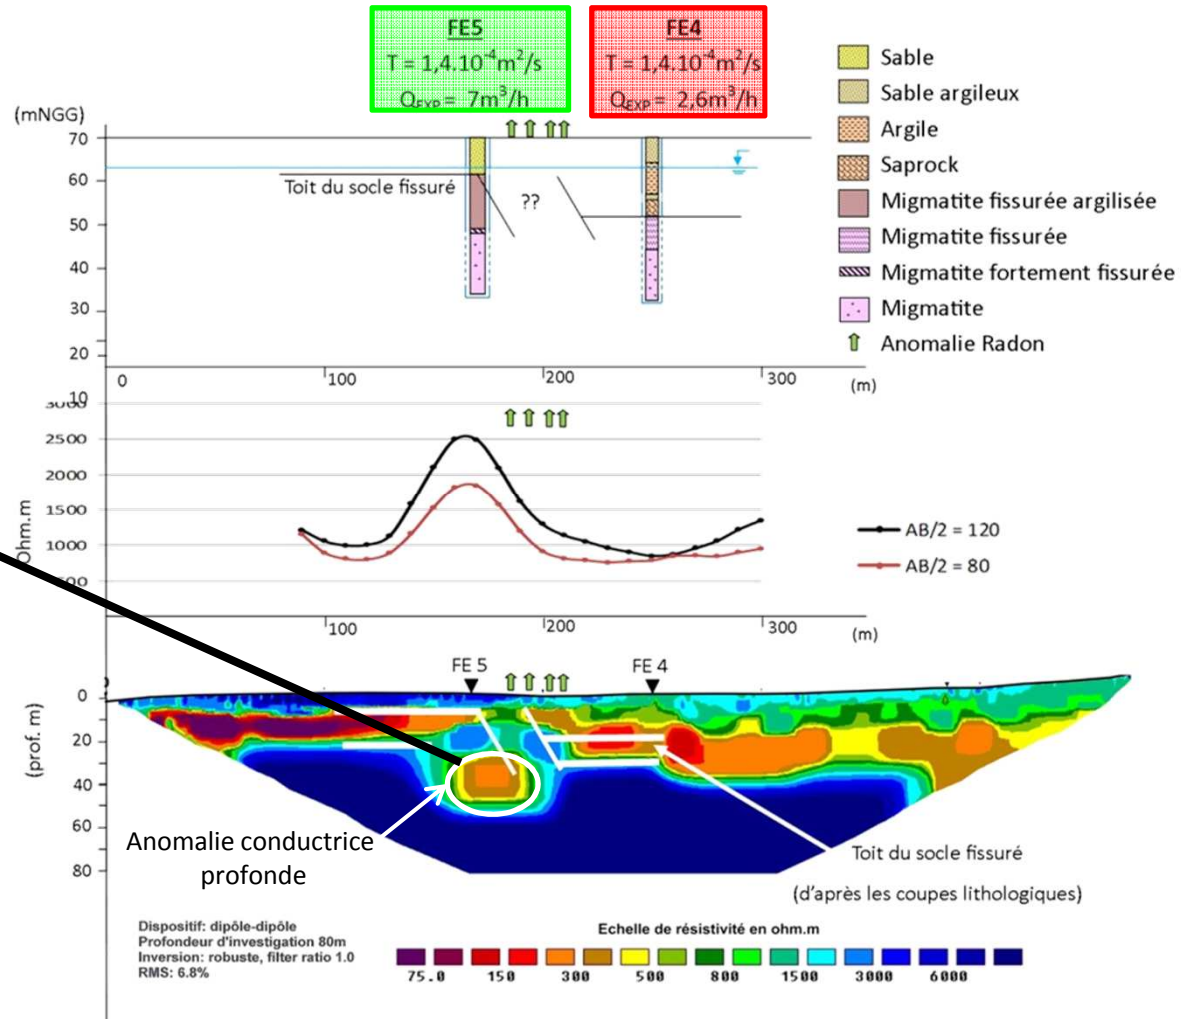 FE5
T = 1,4.10⁻⁴m²/s
Q_EXP = 7m³/h
FE4
T = 1,4.10⁻⁴m²/s
Q_EXP = 2,6m³/h
(mNGG)
70
60
50
40
30
20
10
Toit du socle fissuré
??
Sable
Sable argileux
Argile
Saprock
Migmatite fissurée argilisée
Migmatite fissurée
Migmatite fortement fissurée
Migmatite
Anomalie Radon
0 100 200 300 (m)
3000
2500
2000
1500
1000
500
Ohm.m
AB/2 = 120
AB/2 = 80
100 200 300 (m)
FE 5
FE 4
0
20
40
60
80
(prof. m)
Anomalie conductrice
profonde
Toit du socle fissuré
(d'après les coupes lithologiques)
Dispositif: dipôle-dipôle
Profondeur d'investigation 80m
Inversion: robuste, filter ratio 1.0
RMS: 6.8%
Echelle de résistivité en ohm.m
75.0 150 300 500 800 1500 3000 6000